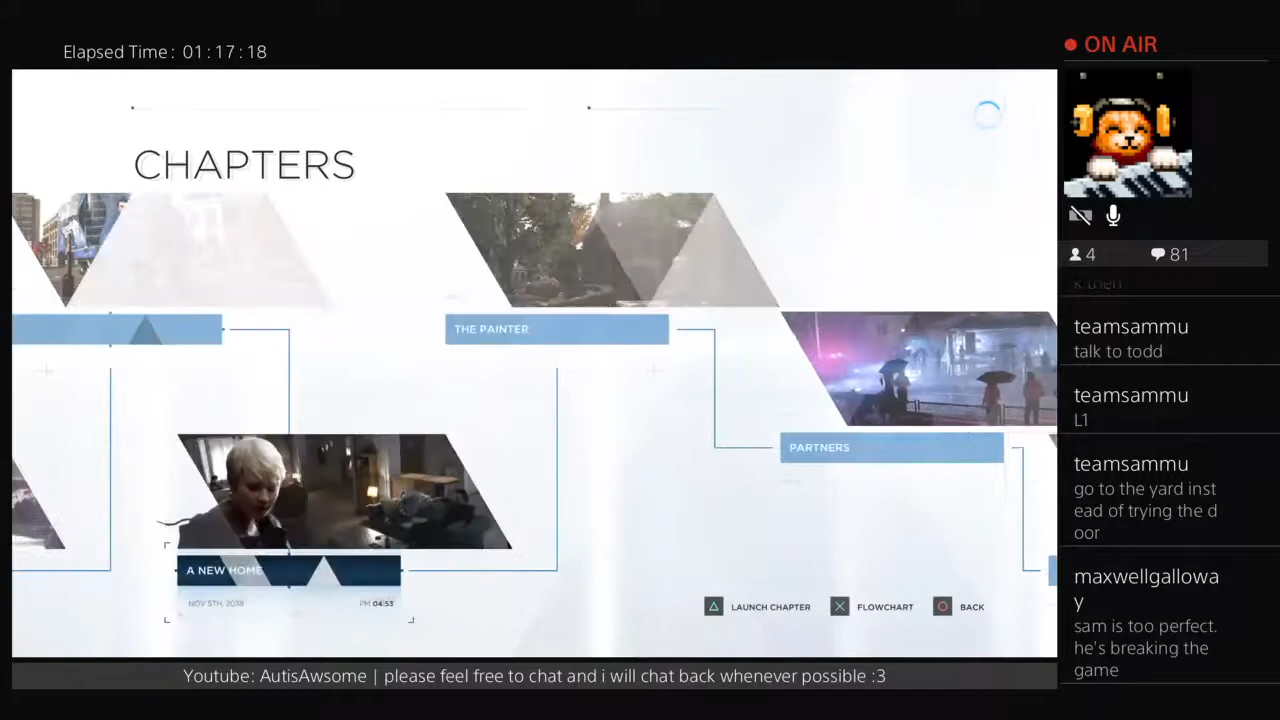 Elapsed Time: 01:17:18
ON AIR
CHAPTERS
4
81
k then
teamsammu
talk to todd
teamsammu
L1
teamsammu
go to the yard inst
ead of trying the d
oor
maxwellgallowa
y
sam is too perfect.
he's breaking the
game
THE PAINTER
PARTNERS
A NEW HOME
NOV 5TH, 2038
PM 04:53
LAUNCH CHAPTER
FLOWCHART
BACK
Youtube: AutisAwsome | please feel free to chat and i will chat back whenever possible :3